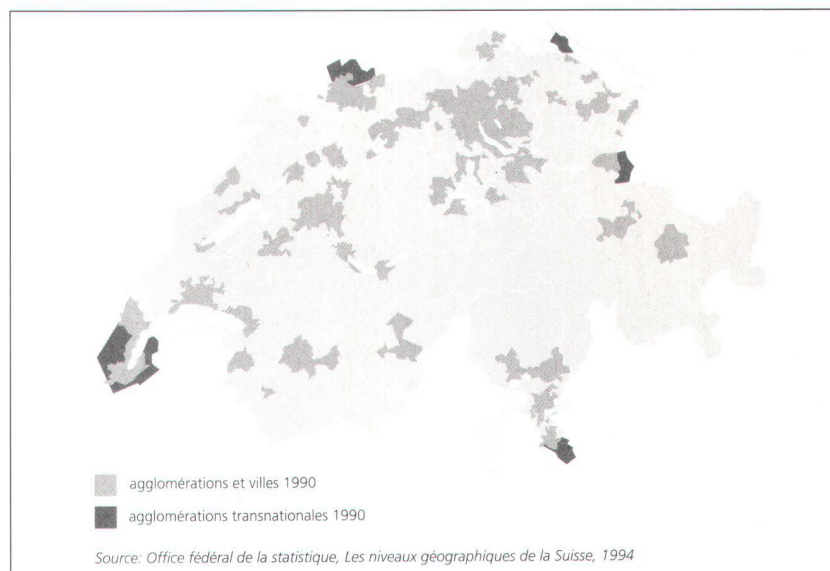 agglomérations et villes 1990
agglomérations transnationales 1990
Source: Office fédéral de la statistique, Les niveaux géographiques de la Suisse, 1994